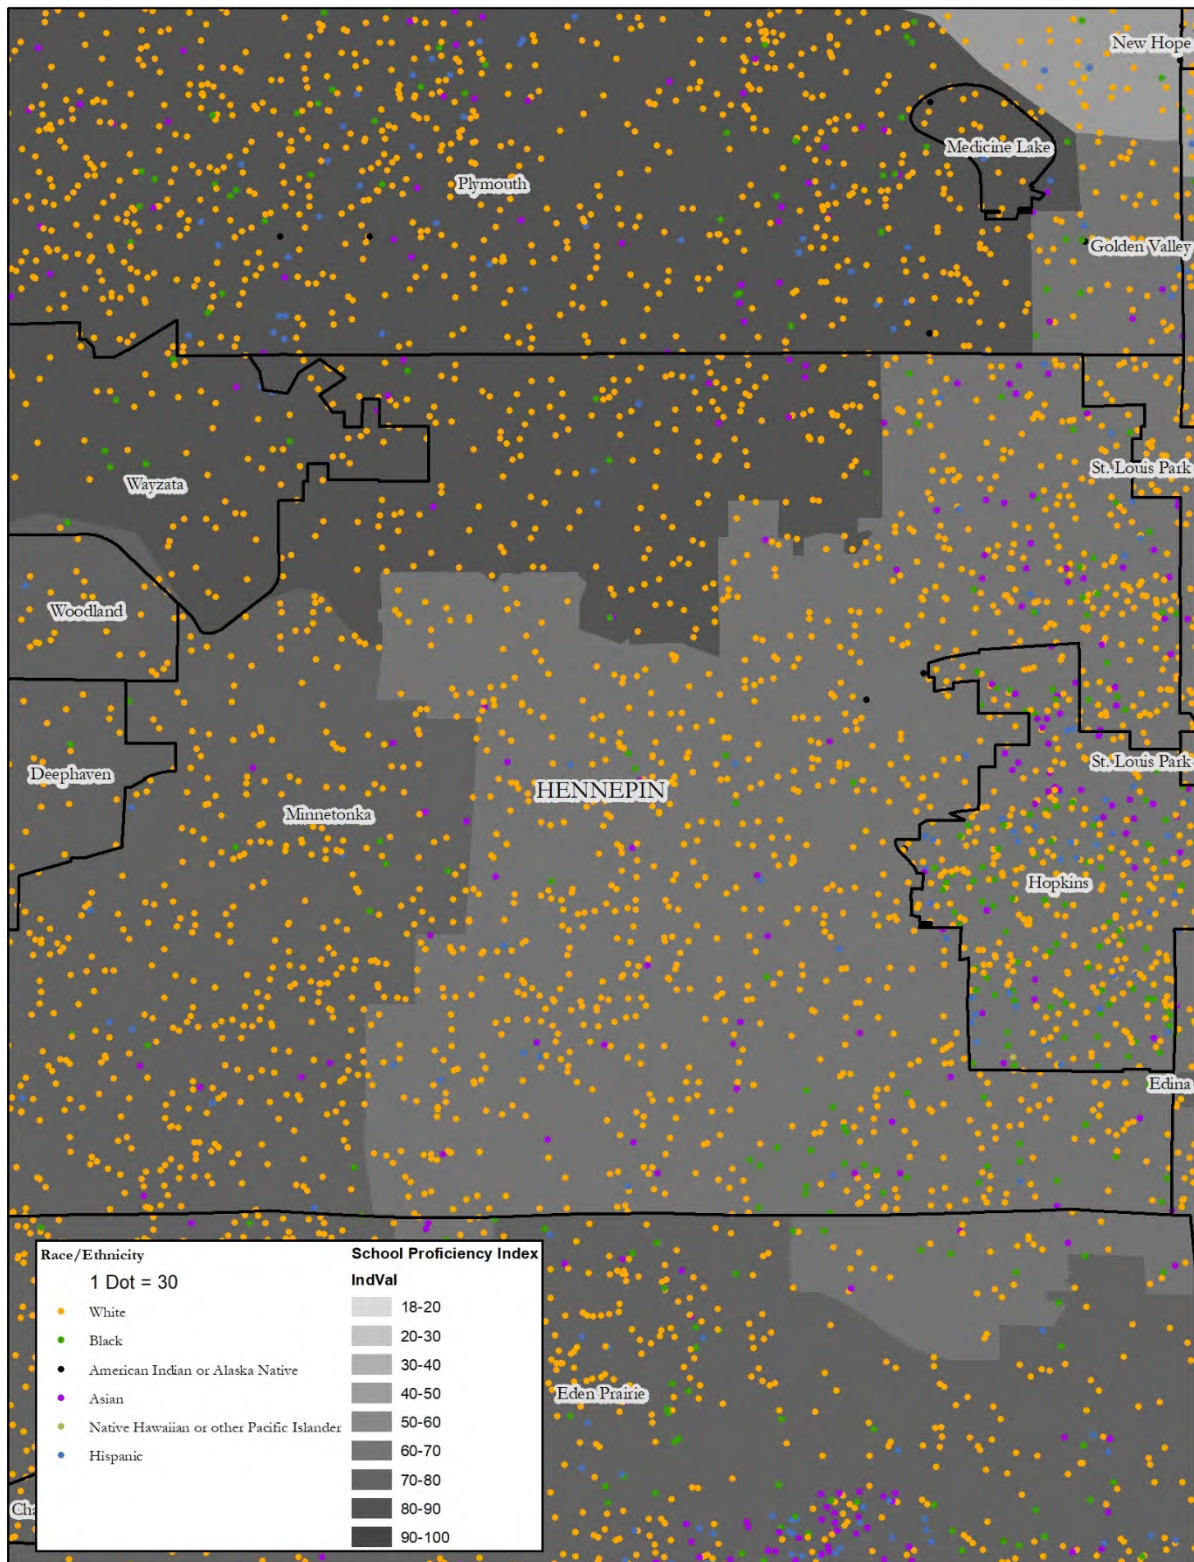 New Hope
Medicine Lake
Plymouth
Golden Valley
St. Louis Park
Wayzata
Woodland
St. Louis Park
Deephaven
HENNEPIN
Minnetonka
Hopkins
Edina
Race/Ethnicity
1 Dot = 30
White
Black
American Indian or Alaska Native
Asian
Native Hawaiian or other Pacific Islander
Hispanic
School Proficiency Index
IndVal
18-20
20-30
30-40
40-50
50-60
60-70
70-80
80-90
90-100
Eden Prairie
Cha